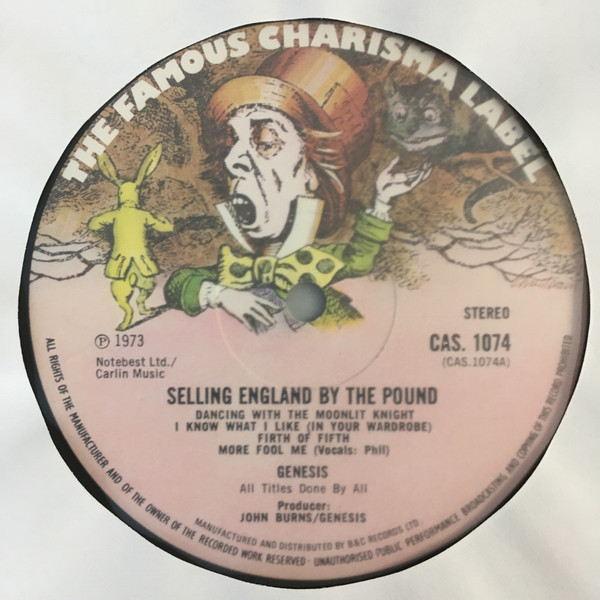 THE FAMOUS CHARISMA LABEL
STEREO
Ⓟ 1973
CAS. 1074
Notebest Ltd./
(CAS.1074A)
Carlin Music
SELLING ENGLAND BY THE POUND
DANCING WITH THE MOONLIT KNIGHT
I KNOW WHAT I LIKE (IN YOUR WARDROBE)
FIRTH OF FIFTH
MORE FOOL ME (Vocals: Phil)
GENESIS
All Titles Done By All
Producer:
JOHN BURNS/GENESIS
MANUFACTURED AND DISTRIBUTED BY B&C RECORDS LTD.
ALL RIGHTS OF THE MANUFACTURER AND OF THE OWNER OF THE RECORDED WORK RESERVED · UNAUTHORISED PUBLIC PERFORMANCE BROADCASTING AND COPYING OF THIS RECORD PROHIBITED